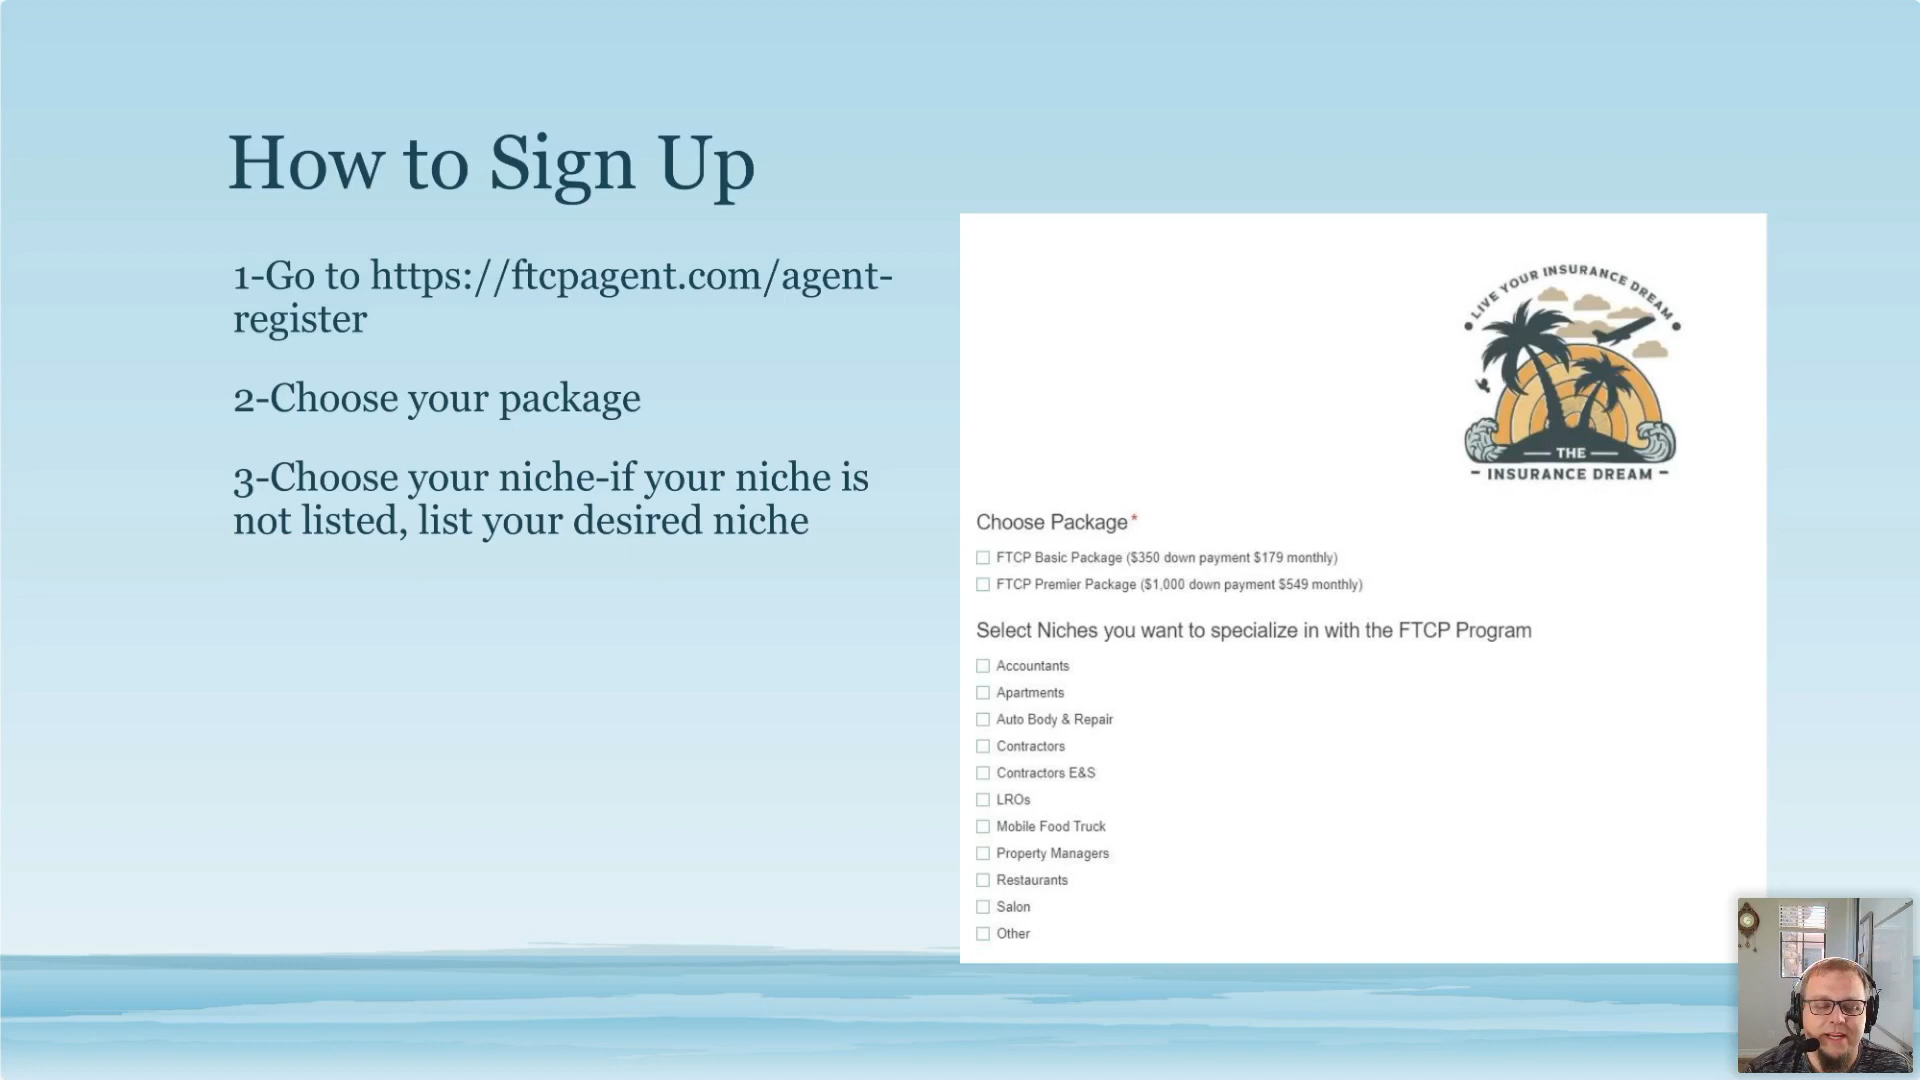 How to Sign Up
1-Go to https://ftcpagent.com/agent-
register
2-Choose your package
3-Choose your niche-if your niche is
not listed, list your desired niche
• LIVE YOUR INSURANCE DREAM •
— THE —
- INSURANCE DREAM -
Choose Package*
FTCP Basic Package ($350 down payment $179 monthly)
FTCP Premier Package ($1,000 down payment $549 monthly)
Select Niches you want to specialize in with the FTCP Program
Accountants
Apartments
Auto Body & Repair
Contractors
Contractors E&S
LROs
Mobile Food Truck
Property Managers
Restaurants
Salon
Other